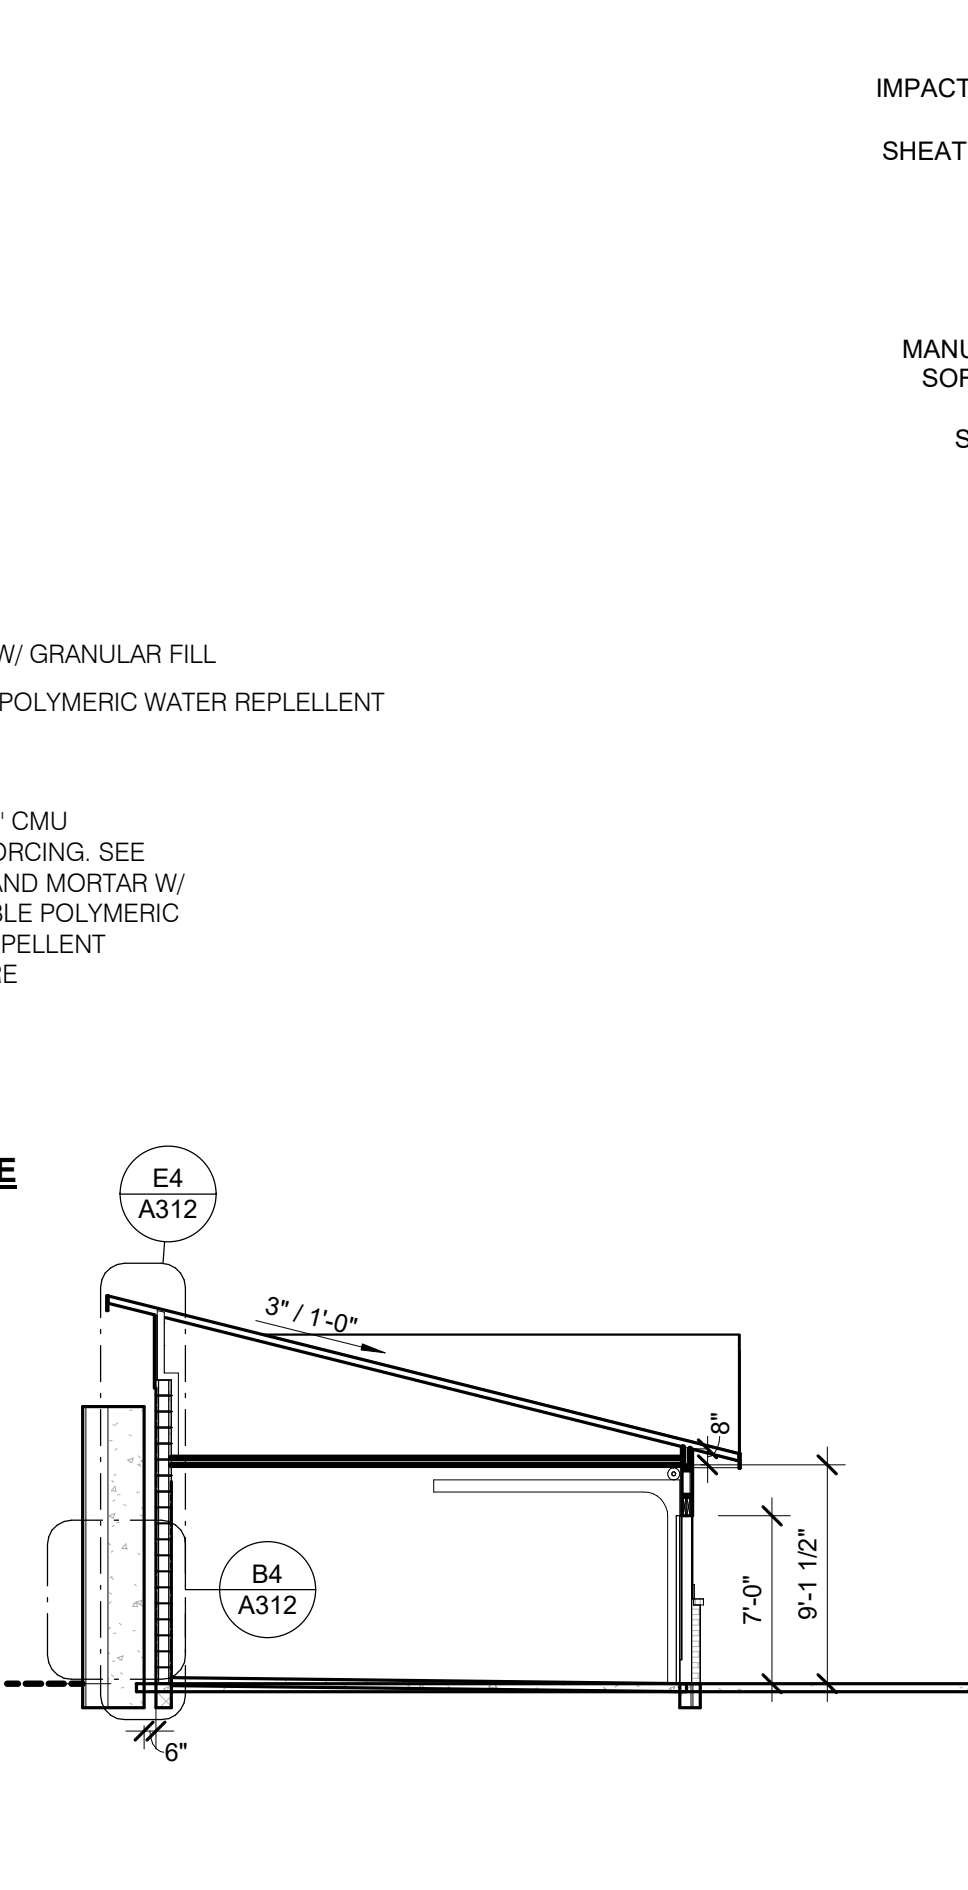 IMPACT
SHEAT
MANU
SOF
S
W/ GRANULAR FILL
POLYMERIC WATER REPLELLENT
" CMU
ORCING. SEE
AND MORTAR W/
BLE POLYMERIC
PELLENT
RE
E
E4
A312
3" / 1'-0"
8"
B4
A312
7'-0"
9'-1 1/2"
6"